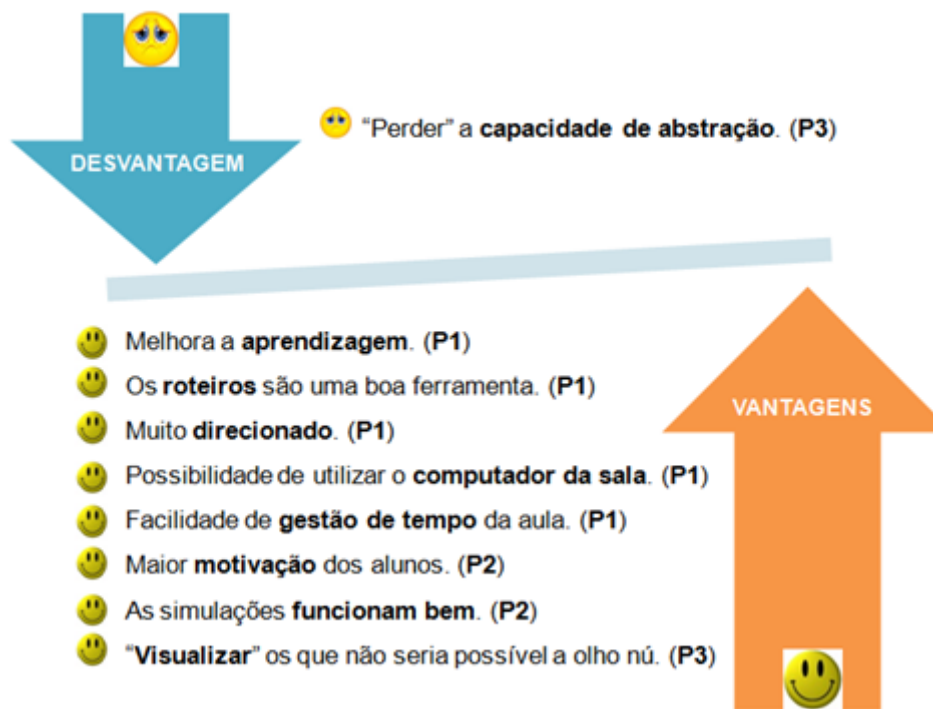 DESVANTAGEM
“Perder” a capacidade de abstração. (P3)
Melhora a aprendizagem. (P1)
Os roteiros são uma boa ferramenta. (P1)
Muito direcionado. (P1)
Possibilidade de utilizar o computador da sala. (P1)
Facilidade de gestão de tempo da aula. (P1)
Maior motivação dos alunos. (P2)
As simulações funcionam bem. (P2)
“Visualizar” os que não seria possível a olho nú. (P3)
VANTAGENS